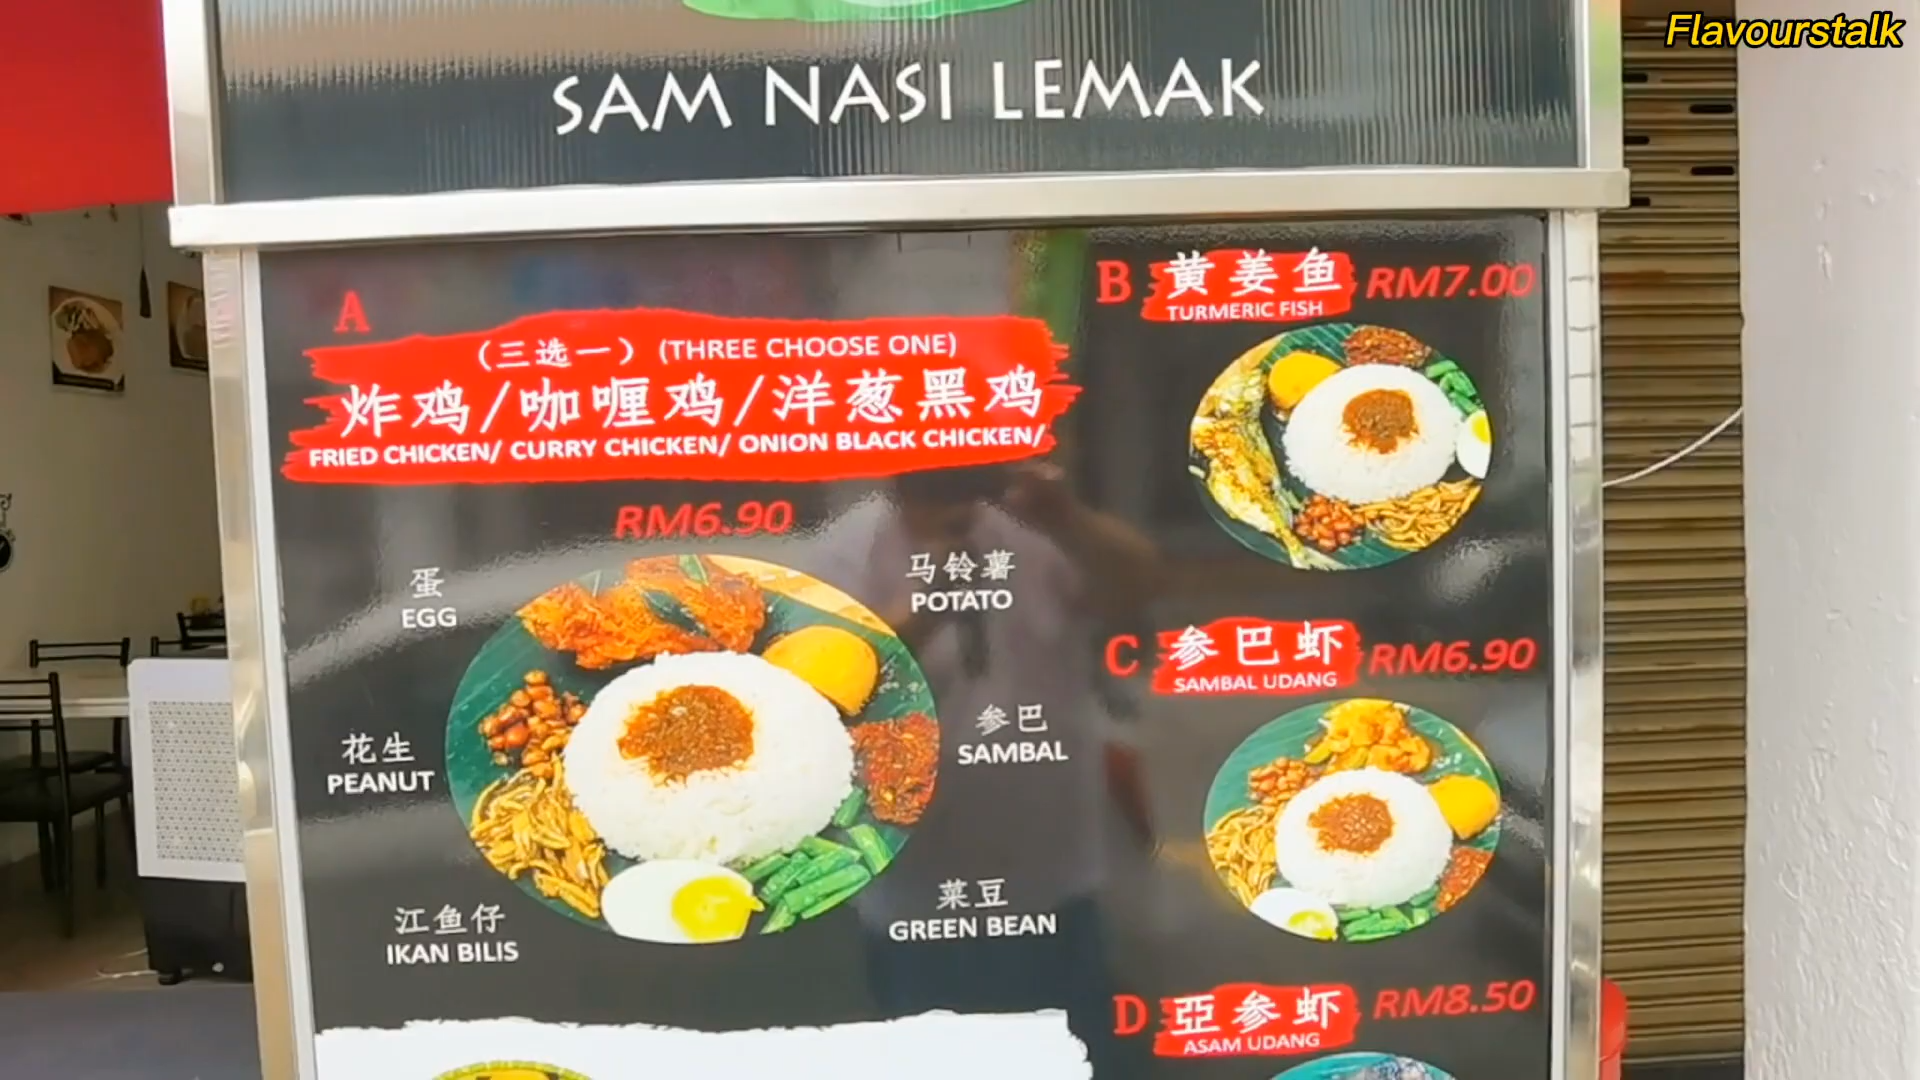 Flavourstalk
SAM NASI LEMAK
A
(三选一) (THREE CHOOSE ONE)
炸鸡/咖喱鸡/洋葱黑鸡
FRIED CHICKEN/ CURRY CHICKEN/ ONION BLACK CHICKEN/
RM6.90
蛋
EGG
马铃薯
POTATO
花生
PEANUT
参巴
SAMBAL
江鱼仔
IKAN BILIS
菜豆
GREEN BEAN
B 黄姜鱼 RM7.00
TURMERIC FISH
C 参巴虾 RM6.90
SAMBAL UDANG
D 亞参虾 RM8.50
ASAM UDANG